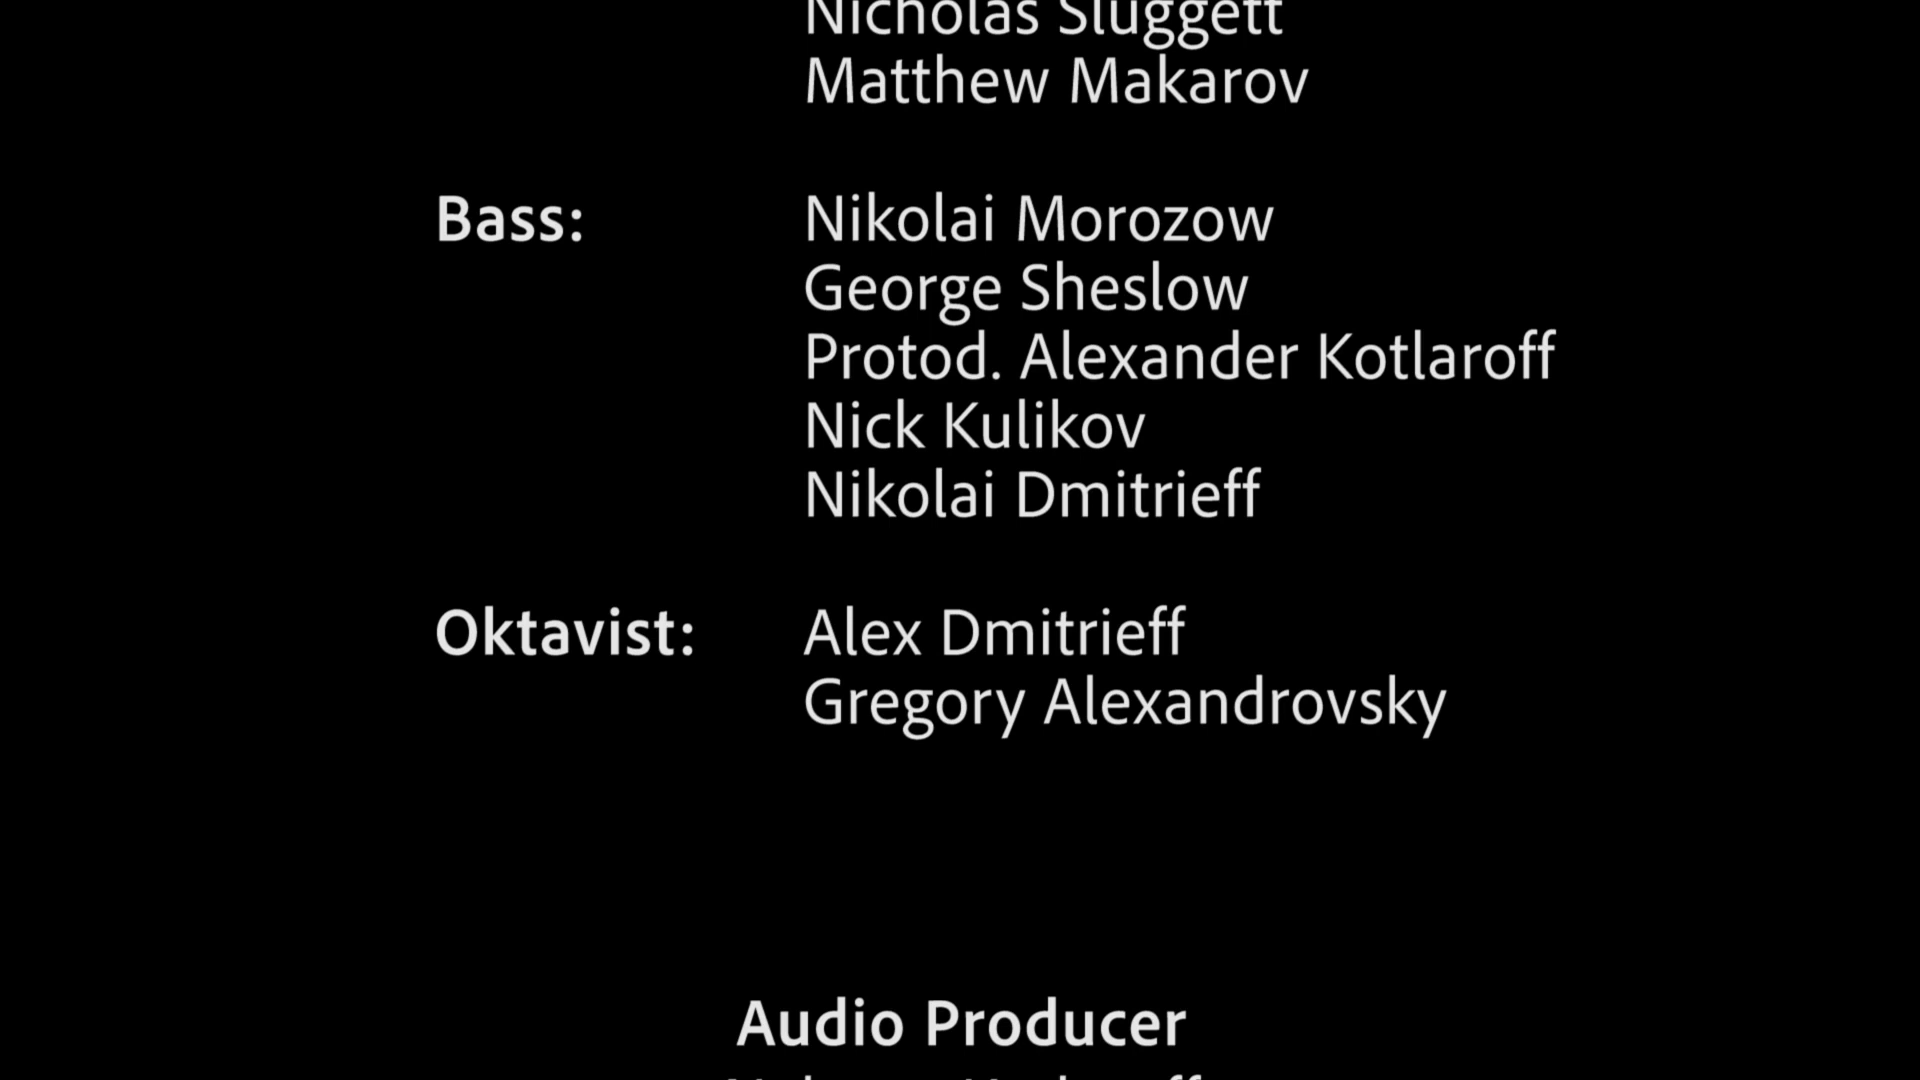 Nicholas Sluggett
Matthew Makarov
Bass: Nikolai Morozow
George Sheslow
Protod. Alexander Kotlaroff
Nick Kulikov
Nikolai Dmitrieff
Oktavist: Alex Dmitrieff
Gregory Alexandrovsky
Audio Producer